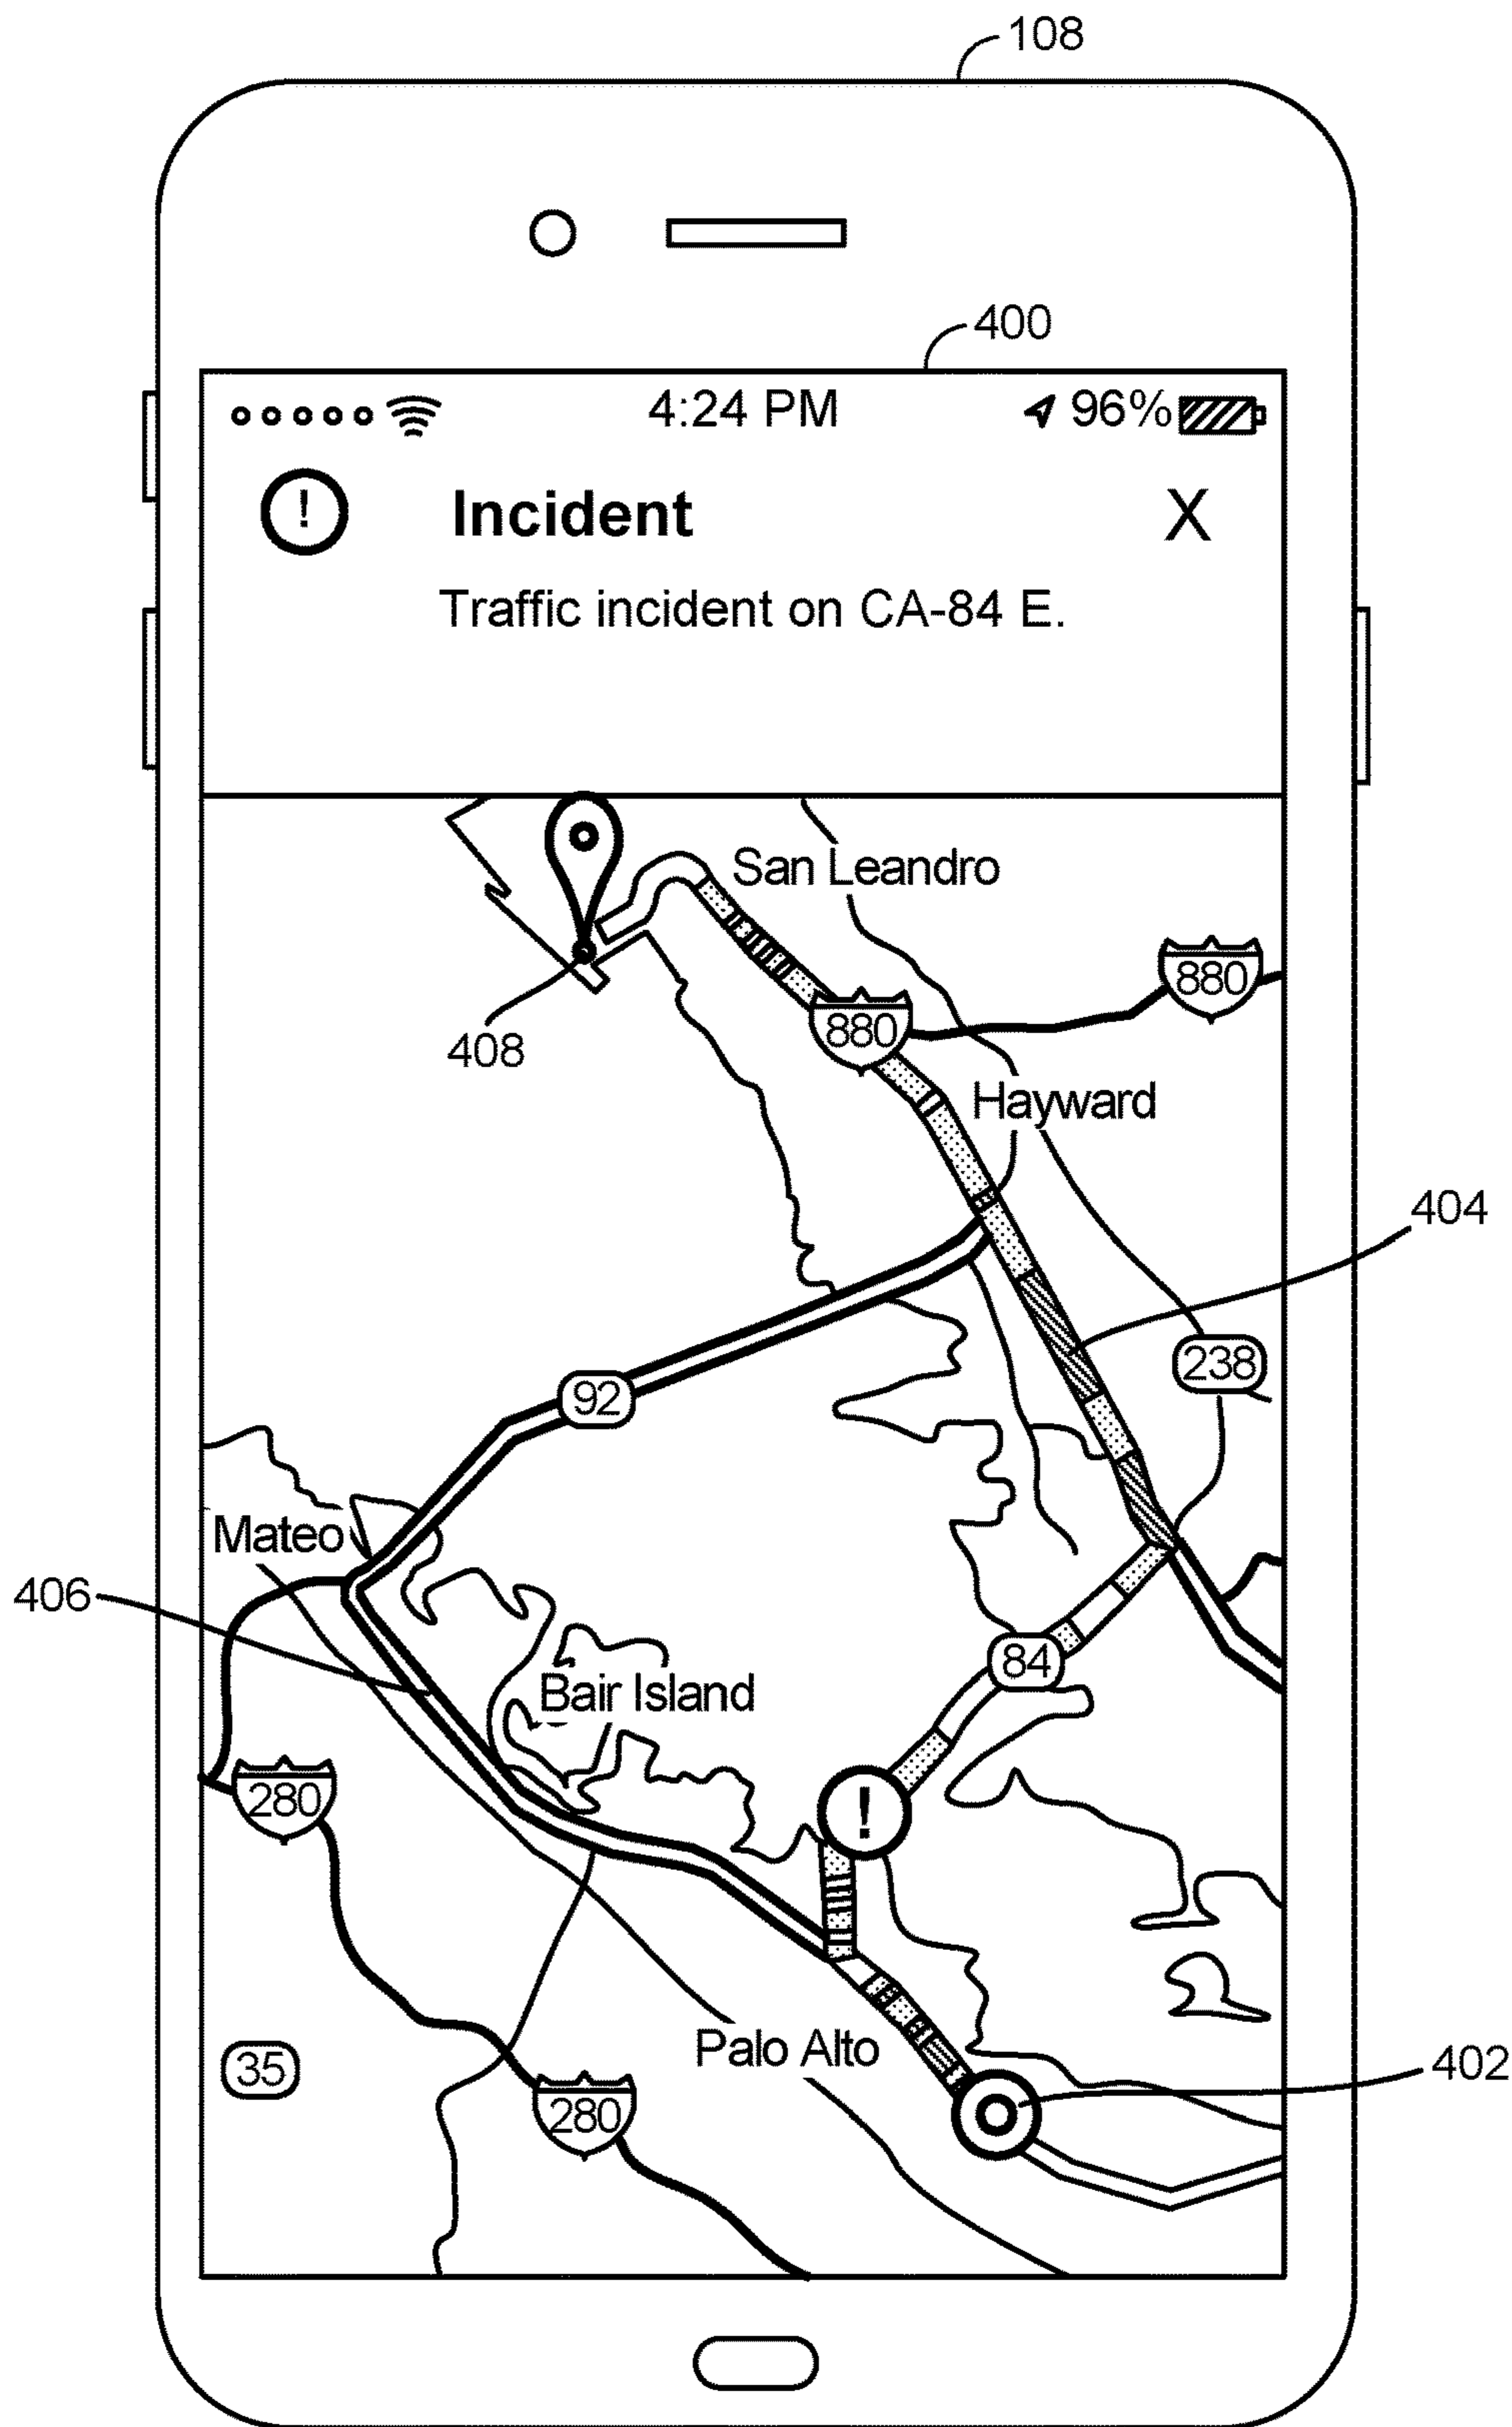 108
400
4:24 PM 96%
! Incident X
Traffic incident on CA-84 E.
San Leandro
880
880
408
Hayward
404
238
92
Mateo
406
84
Bair Island
280
!
Palo Alto
35
402
280